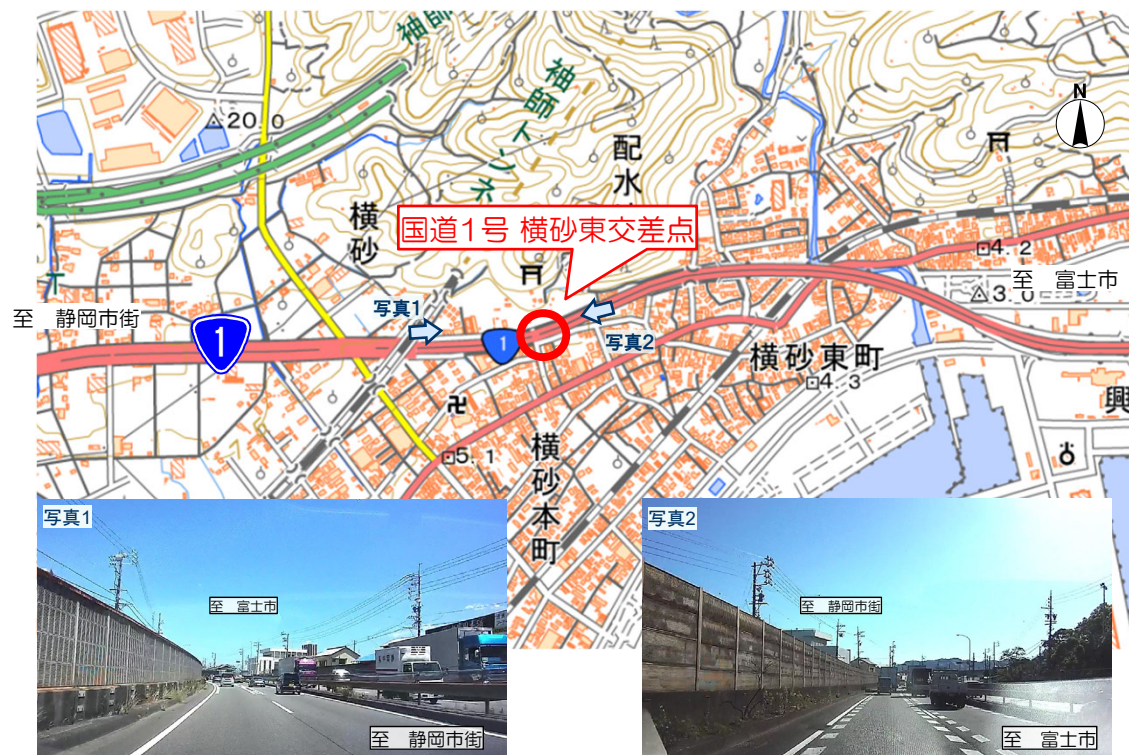 袖師
袖師トンネ
20.0
配水
N
横砂
国道1号 横砂東交差点
4.2
至 富士市
3.0
至 静岡市街
写真1
1
1
写真2
横砂東町
4.3
興
5.1
横砂本町
写真1
至 富士市
至 静岡市街
写真2
至 静岡市街
至 富士市